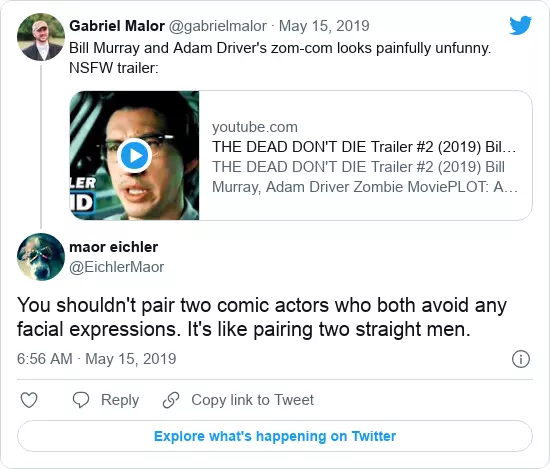 Gabriel Malor @gabrielmalor · May 15, 2019
Bill Murray and Adam Driver's zom-com looks painfully unfunny.
NSFW trailer:
LER
ID
youtube.com
THE DEAD DON'T DIE Trailer #2 (2019) Bil…
THE DEAD DON'T DIE Trailer #2 (2019) Bill
Murray, Adam Driver Zombie MoviePLOT: A…
maor eichler
@EichlerMaor
You shouldn't pair two comic actors who both avoid any
facial expressions. It's like pairing two straight men.
6:56 AM · May 15, 2019
Reply
Copy link to Tweet
Explore what's happening on Twitter